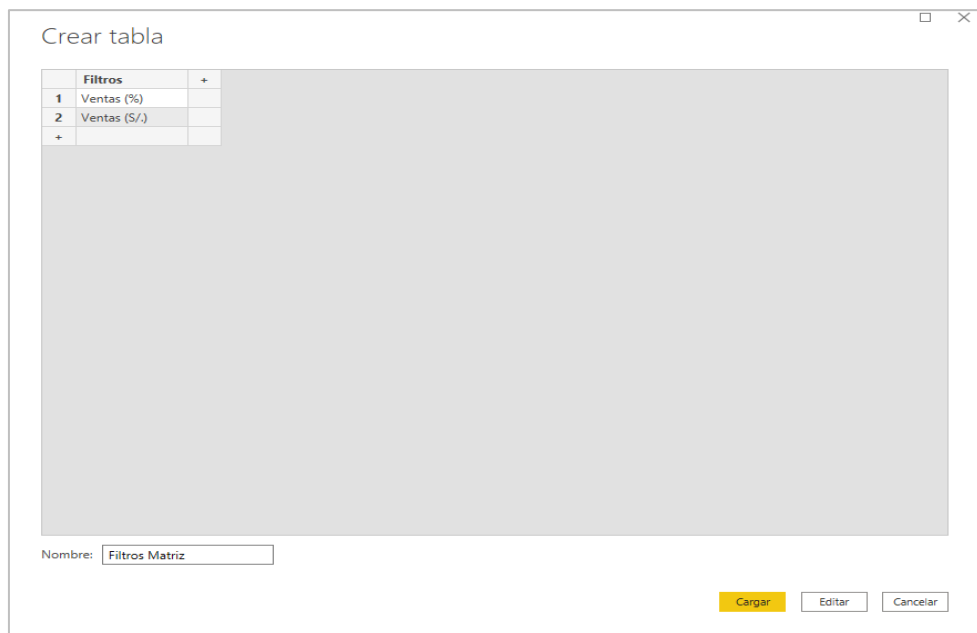 Crear tabla
Filtros +
1 Ventas (%)
2 Ventas (S/.)
+
Nombre: Filtros Matriz
Cargar Editar Cancelar